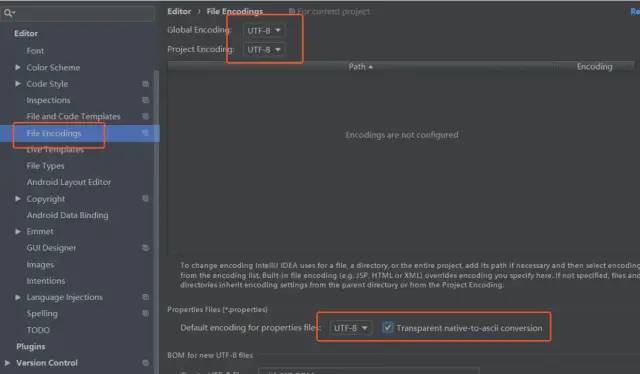 Editor › File Encodings
For current project
Re
Editor
Font
Color Scheme
Code Style
Inspections
File and Code Templates
File Encodings
Live Templates
File Types
Android Layout Editor
Copyright
Android Data Binding
Emmet
GUI Designer
Images
Intentions
Language Injections
Spelling
TODO
Plugins
Version Control
Global Encoding: UTF-8
Project Encoding: UTF-8
Path Encoding
Encodings are not configured
To change encoding IntelliJ IDEA uses for a file, a directory, or the entire project, add its path if necessary and then select encoding
from the encoding list. Built-in file encoding (e.g. JSP, HTML or XML) overrides encoding you specify here. If not specified, files and
directories inherit encoding settings from the parent directory or from the Project Encoding.
Properties Files (*.properties)
Default encoding for properties files: UTF-8 Transparent native-to-ascii conversion
BOM for new UTF-8 files